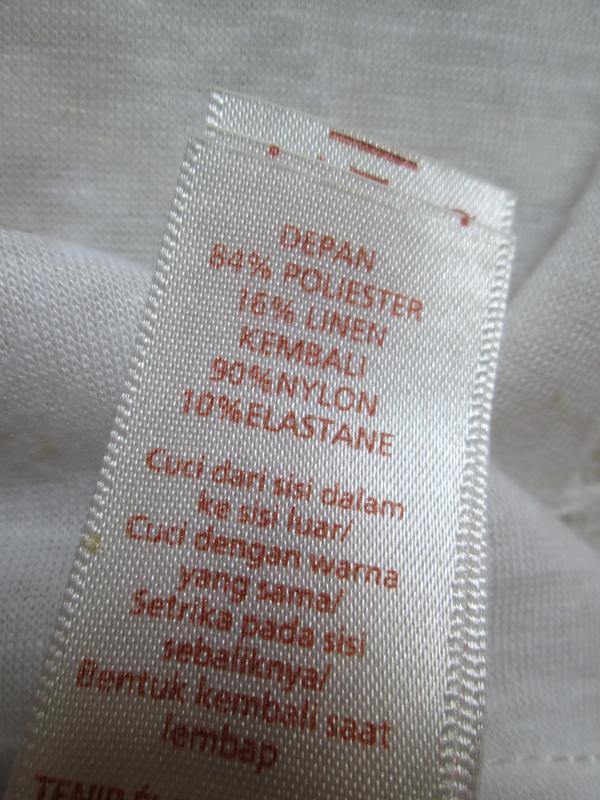 DEPAN
84% POLIESTER
16% LINEN
KEMBALI
90%NYLON
10%ELASTANE
Cuci dari sisi dalam
ke sisi luar/
Cuci dengan warna
yang sama/
Setrika pada sisi
sebaliknya/
Bentuk kembali saat
lembap